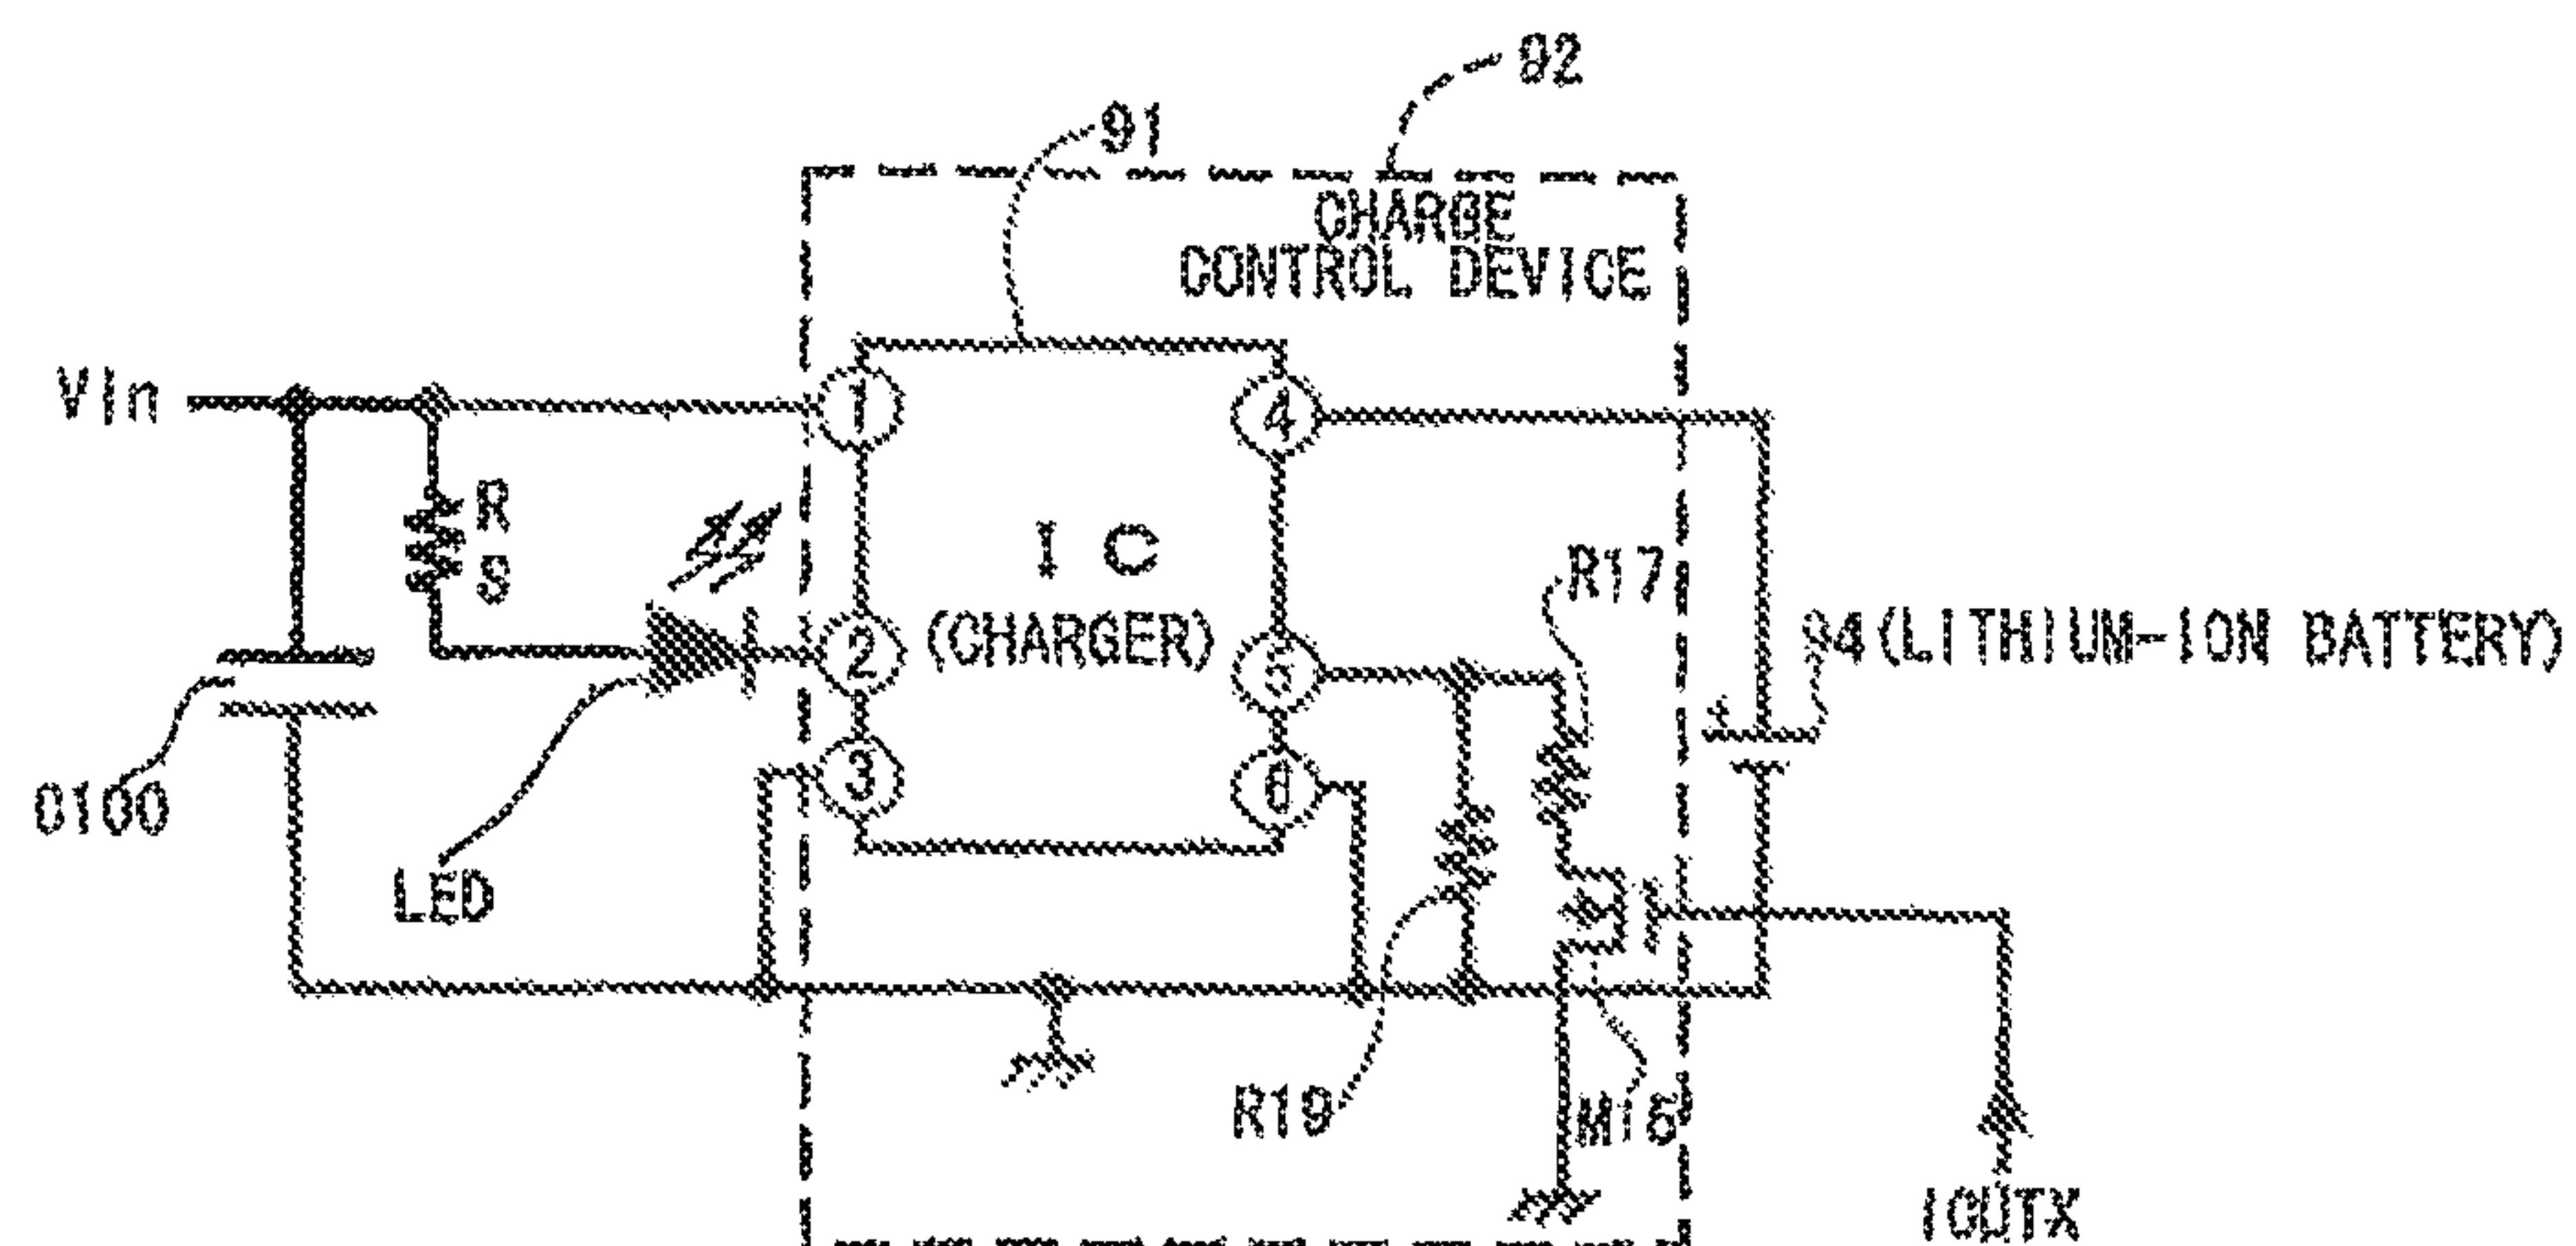 92
91
CHARGE
CONTROL DEVICE
VIn
1
4
R
S
I C
(CHARGER)
R17
2
5
94 (LITHIUM-ION BATTERY)
+
3
6
LED
R19